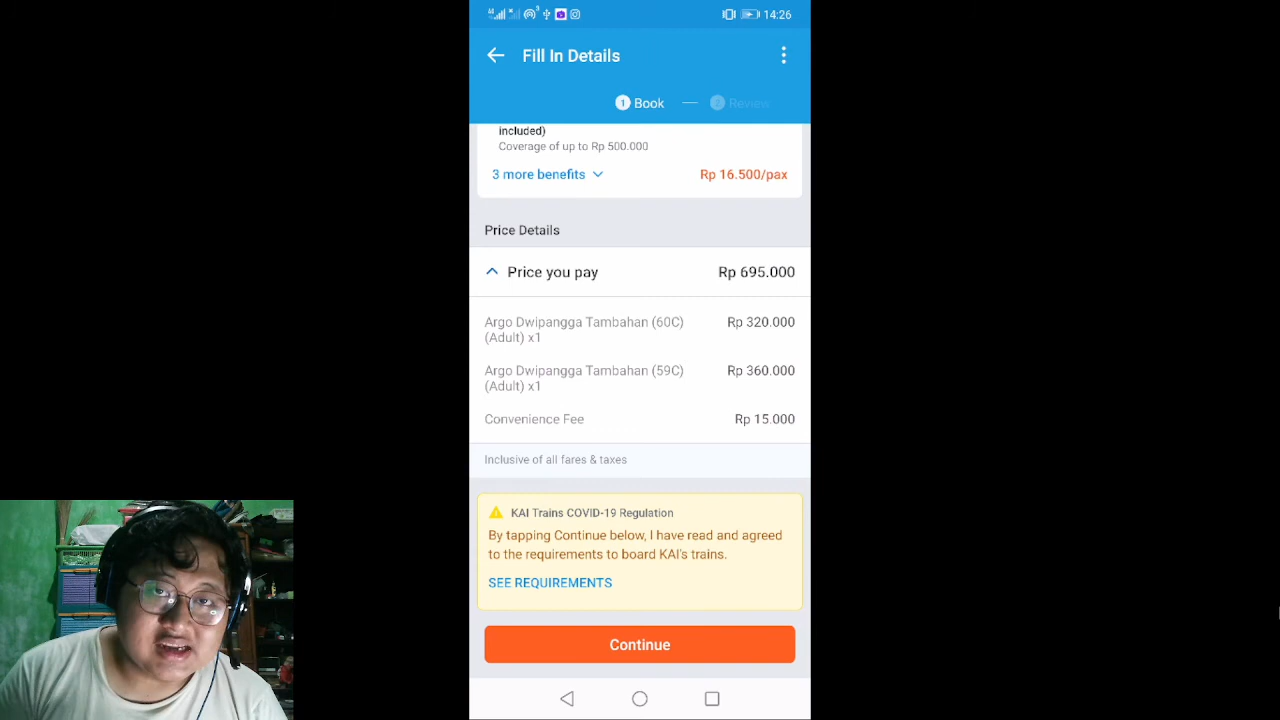 14:26
Fill In Details
1 Book — 2 Review
included)
Coverage of up to Rp 500.000
3 more benefits
Rp 16.500/pax
Price Details
Price you pay
Rp 695.000
Argo Dwipangga Tambahan (60C)
(Adult) x1
Rp 320.000
Argo Dwipangga Tambahan (59C)
(Adult) x1
Rp 360.000
Convenience Fee
Rp 15.000
Inclusive of all fares & taxes
KAI Trains COVID-19 Regulation
By tapping Continue below, I have read and agreed
to the requirements to board KAI's trains.
SEE REQUIREMENTS
Continue